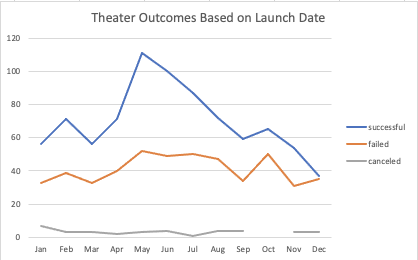 Theater Outcomes Based on Launch Date
120
100
80
60
40
20
0
Jan Feb Mar Apr May Jun Jul Aug Sep Oct Nov Dec
successful
failed
canceled